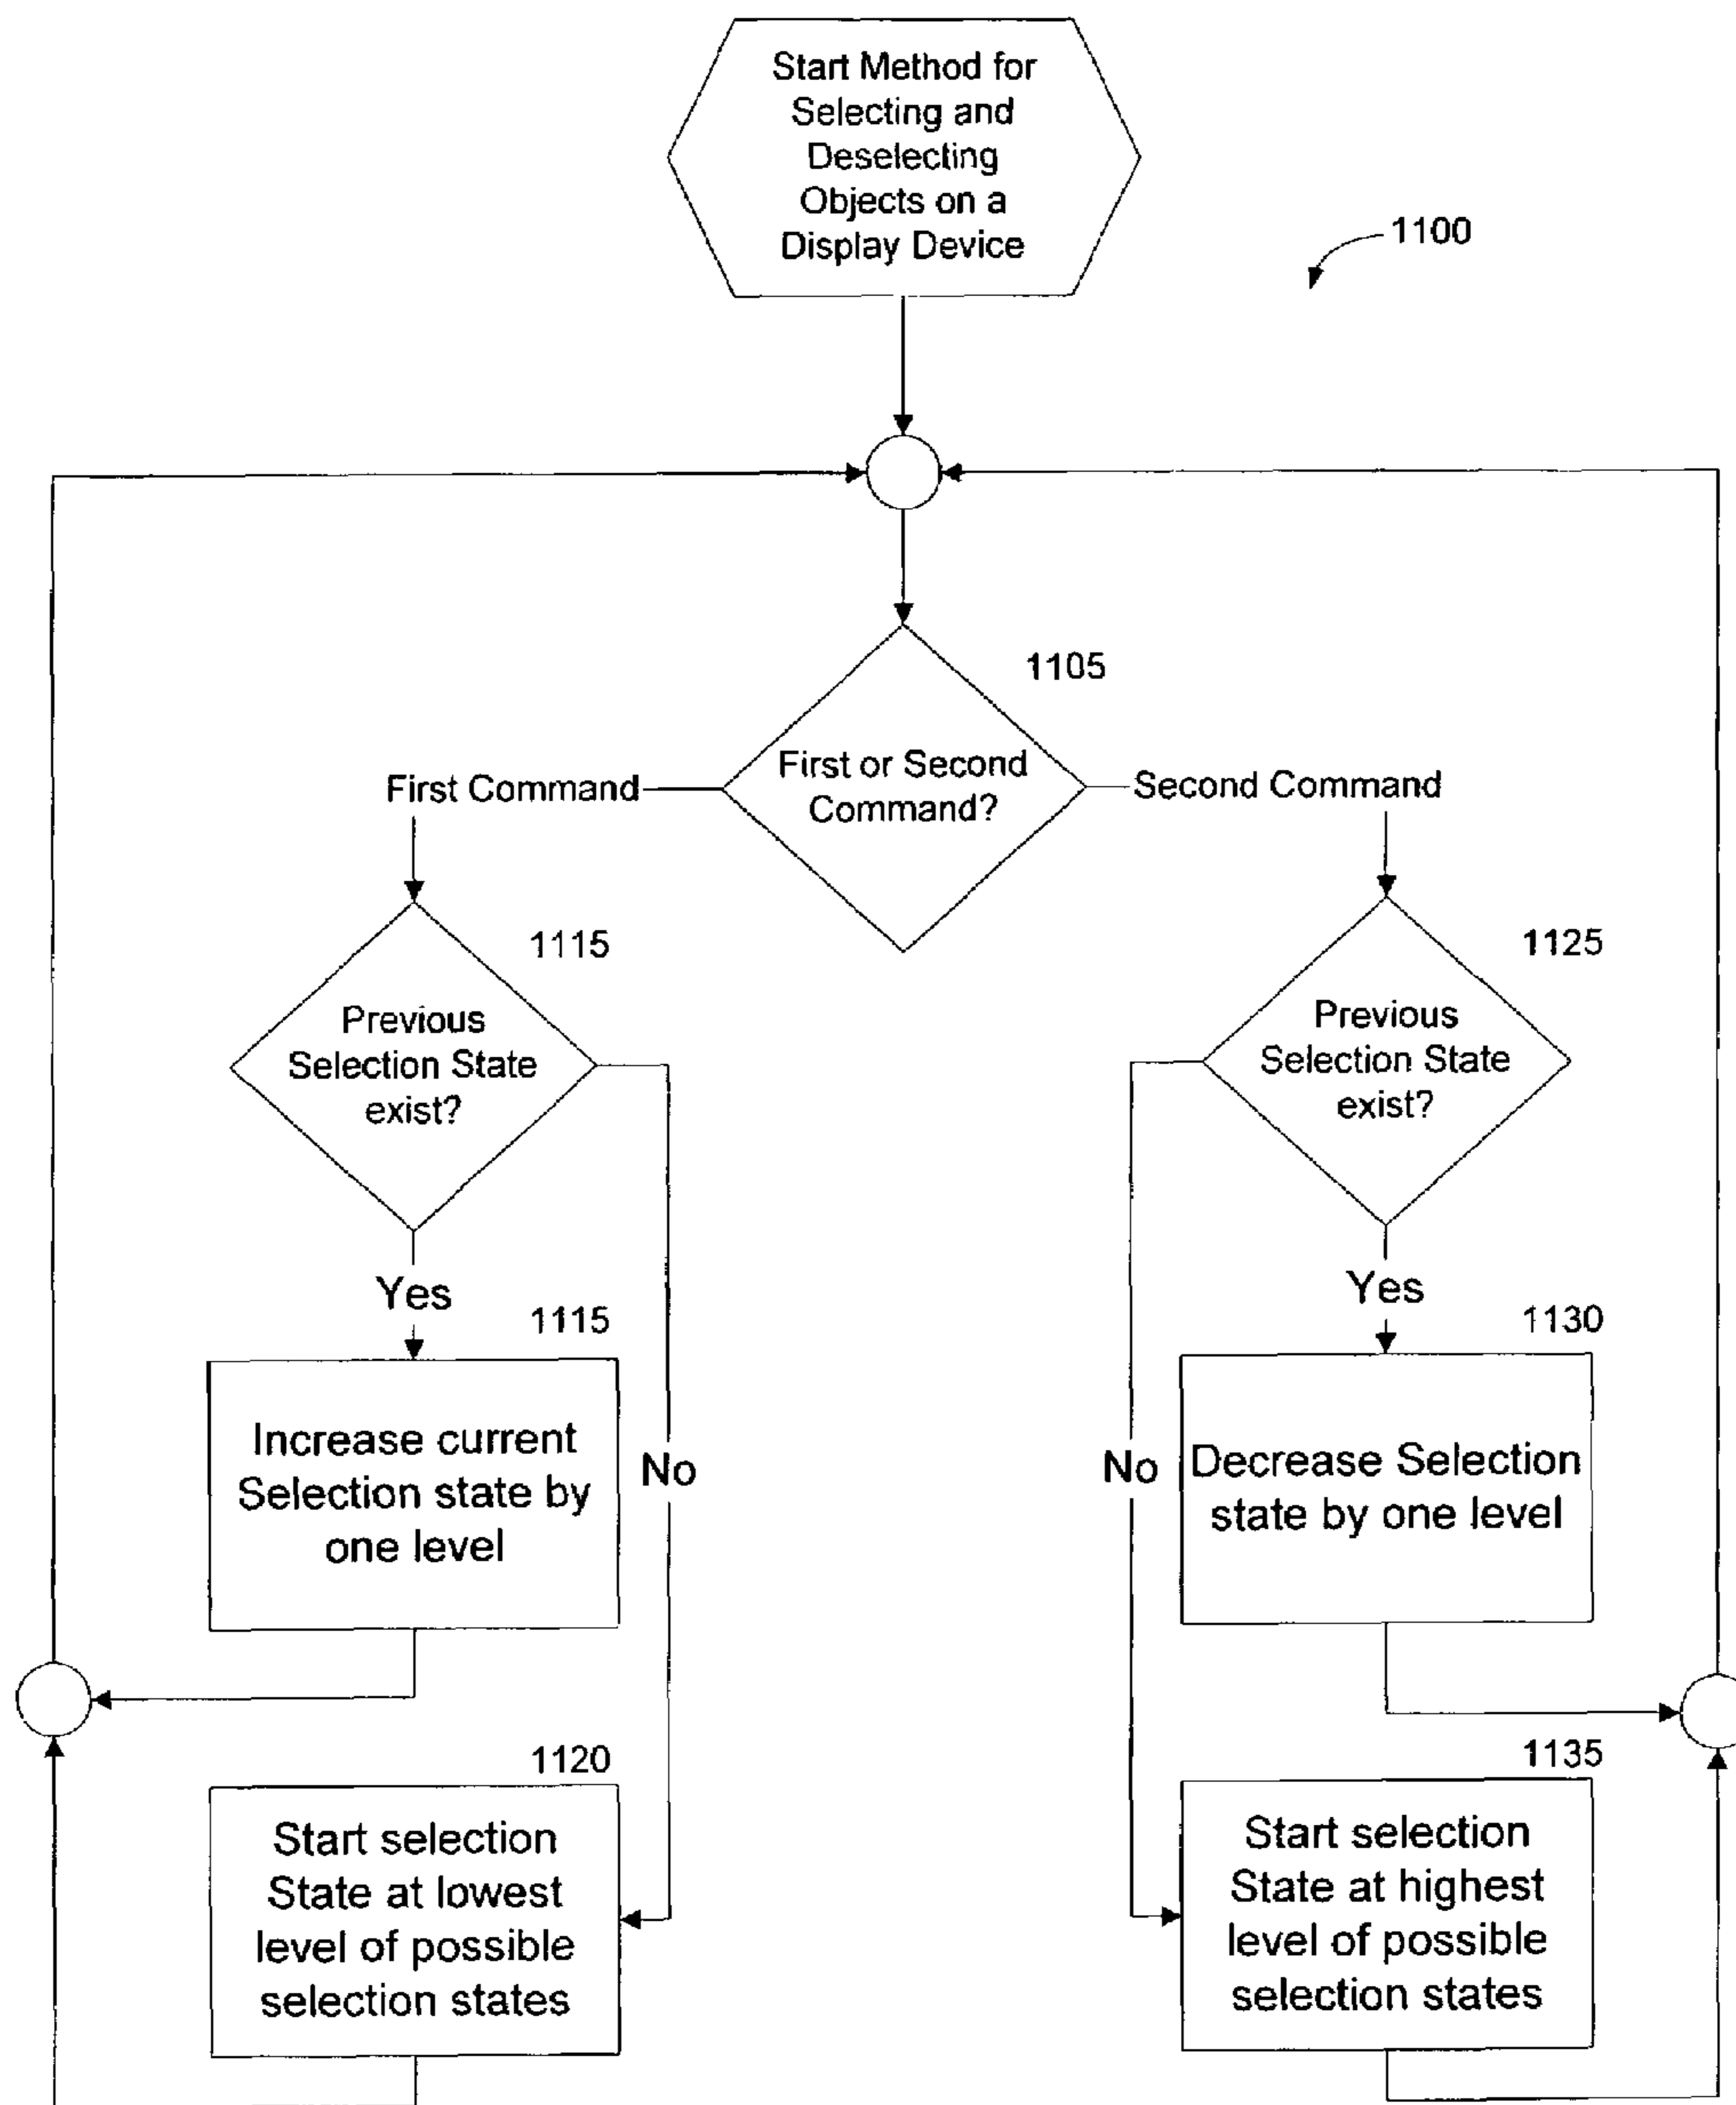 Start Method for
Selecting and
Deselecting
Objects on a
Display Device
1100
1105
First or Second
Command?
First Command
Second Command
1115
Previous
Selection State
exist?
1125
Previous
Selection State
exist?
Yes
Yes
1115
1130
Increase current
Selection state by
one level
No
No
Decrease Selection
state by one level
1120
1135
Start selection
State at lowest
level of possible
selection states
Start selection
State at highest
level of possible
selection states